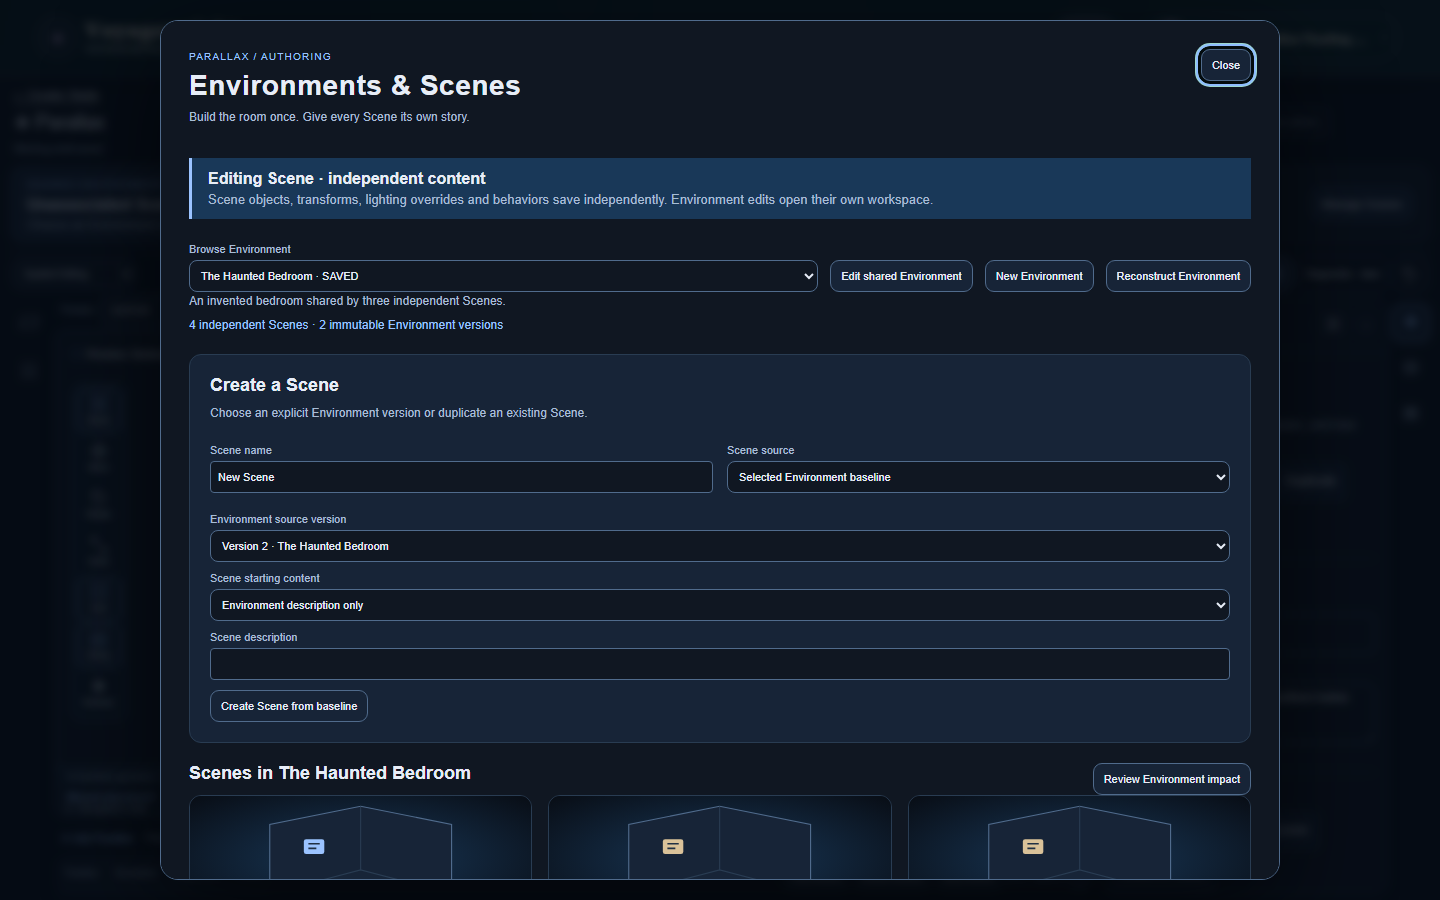 PARALLAX / AUTHORING
Close
Environments & Scenes
Build the room once. Give every Scene its own story.
Editing Scene · independent content
Scene objects, transforms, lighting overrides and behaviors save independently. Environment edits open their own workspace.
Browse Environment
The Haunted Bedroom · SAVED
Edit shared Environment
New Environment
Reconstruct Environment
An invented bedroom shared by three independent Scenes.
4 independent Scenes · 2 immutable Environment versions
Create a Scene
Choose an explicit Environment version or duplicate an existing Scene.
Scene name
Scene source
New Scene
Selected Environment baseline
Environment source version
Version 2 · The Haunted Bedroom
Scene starting content
Environment description only
Scene description
Create Scene from baseline
Scenes in The Haunted Bedroom
Review Environment impact